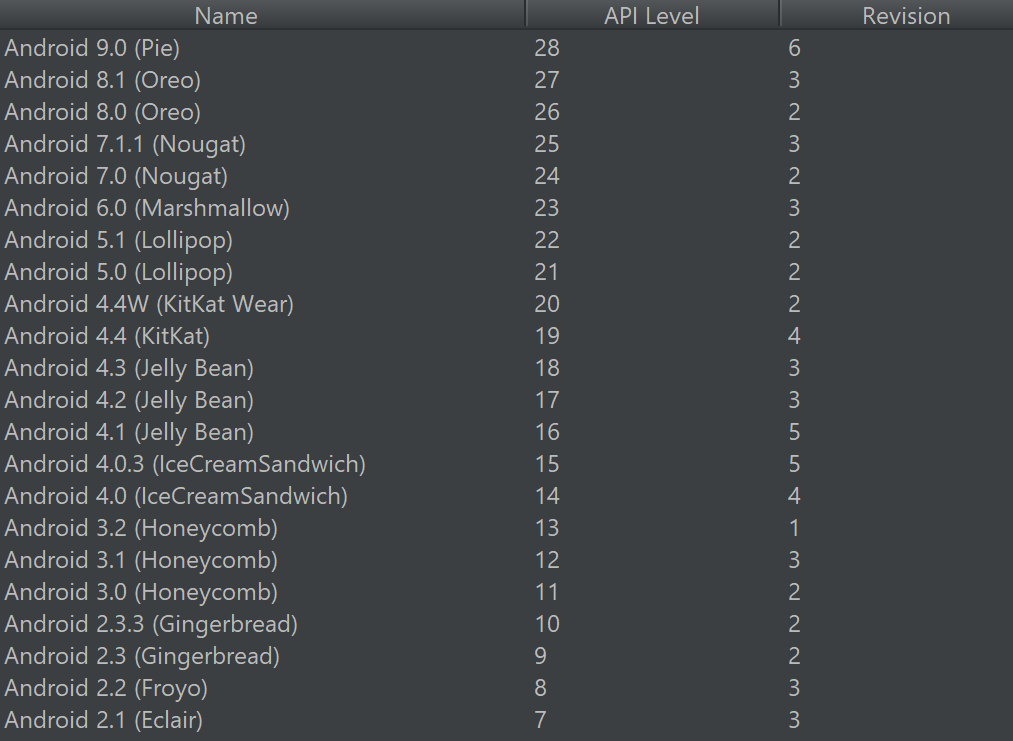 Name API Level Revision
Android 9.0 (Pie) 28 6
Android 8.1 (Oreo) 27 3
Android 8.0 (Oreo) 26 2
Android 7.1.1 (Nougat) 25 3
Android 7.0 (Nougat) 24 2
Android 6.0 (Marshmallow) 23 3
Android 5.1 (Lollipop) 22 2
Android 5.0 (Lollipop) 21 2
Android 4.4W (KitKat Wear) 20 2
Android 4.4 (KitKat) 19 4
Android 4.3 (Jelly Bean) 18 3
Android 4.2 (Jelly Bean) 17 3
Android 4.1 (Jelly Bean) 16 5
Android 4.0.3 (IceCreamSandwich) 15 5
Android 4.0 (IceCreamSandwich) 14 4
Android 3.2 (Honeycomb) 13 1
Android 3.1 (Honeycomb) 12 3
Android 3.0 (Honeycomb) 11 2
Android 2.3.3 (Gingerbread) 10 2
Android 2.3 (Gingerbread) 9 2
Android 2.2 (Froyo) 8 3
Android 2.1 (Eclair) 7 3